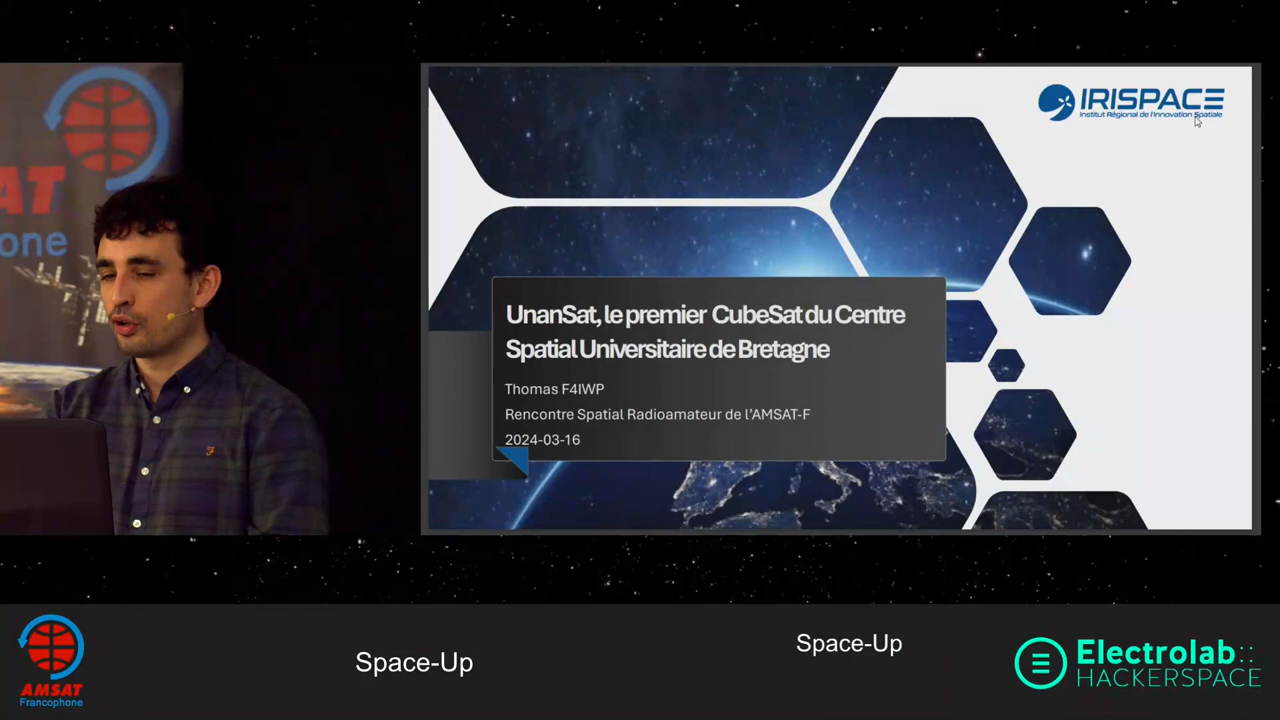 SAT
one
IRISPACE
Institut Régional de l'Innovation Spatiale
UnanSat, le premier CubeSat du Centre
Spatial Universitaire de Bretagne
Thomas F4IWP
Rencontre Spatial Radioamateur de l'AMSAT-F
2024-03-16
AMSAT
Francophone
Space-Up
Space-Up
Electrolab::
HACKERSPACE